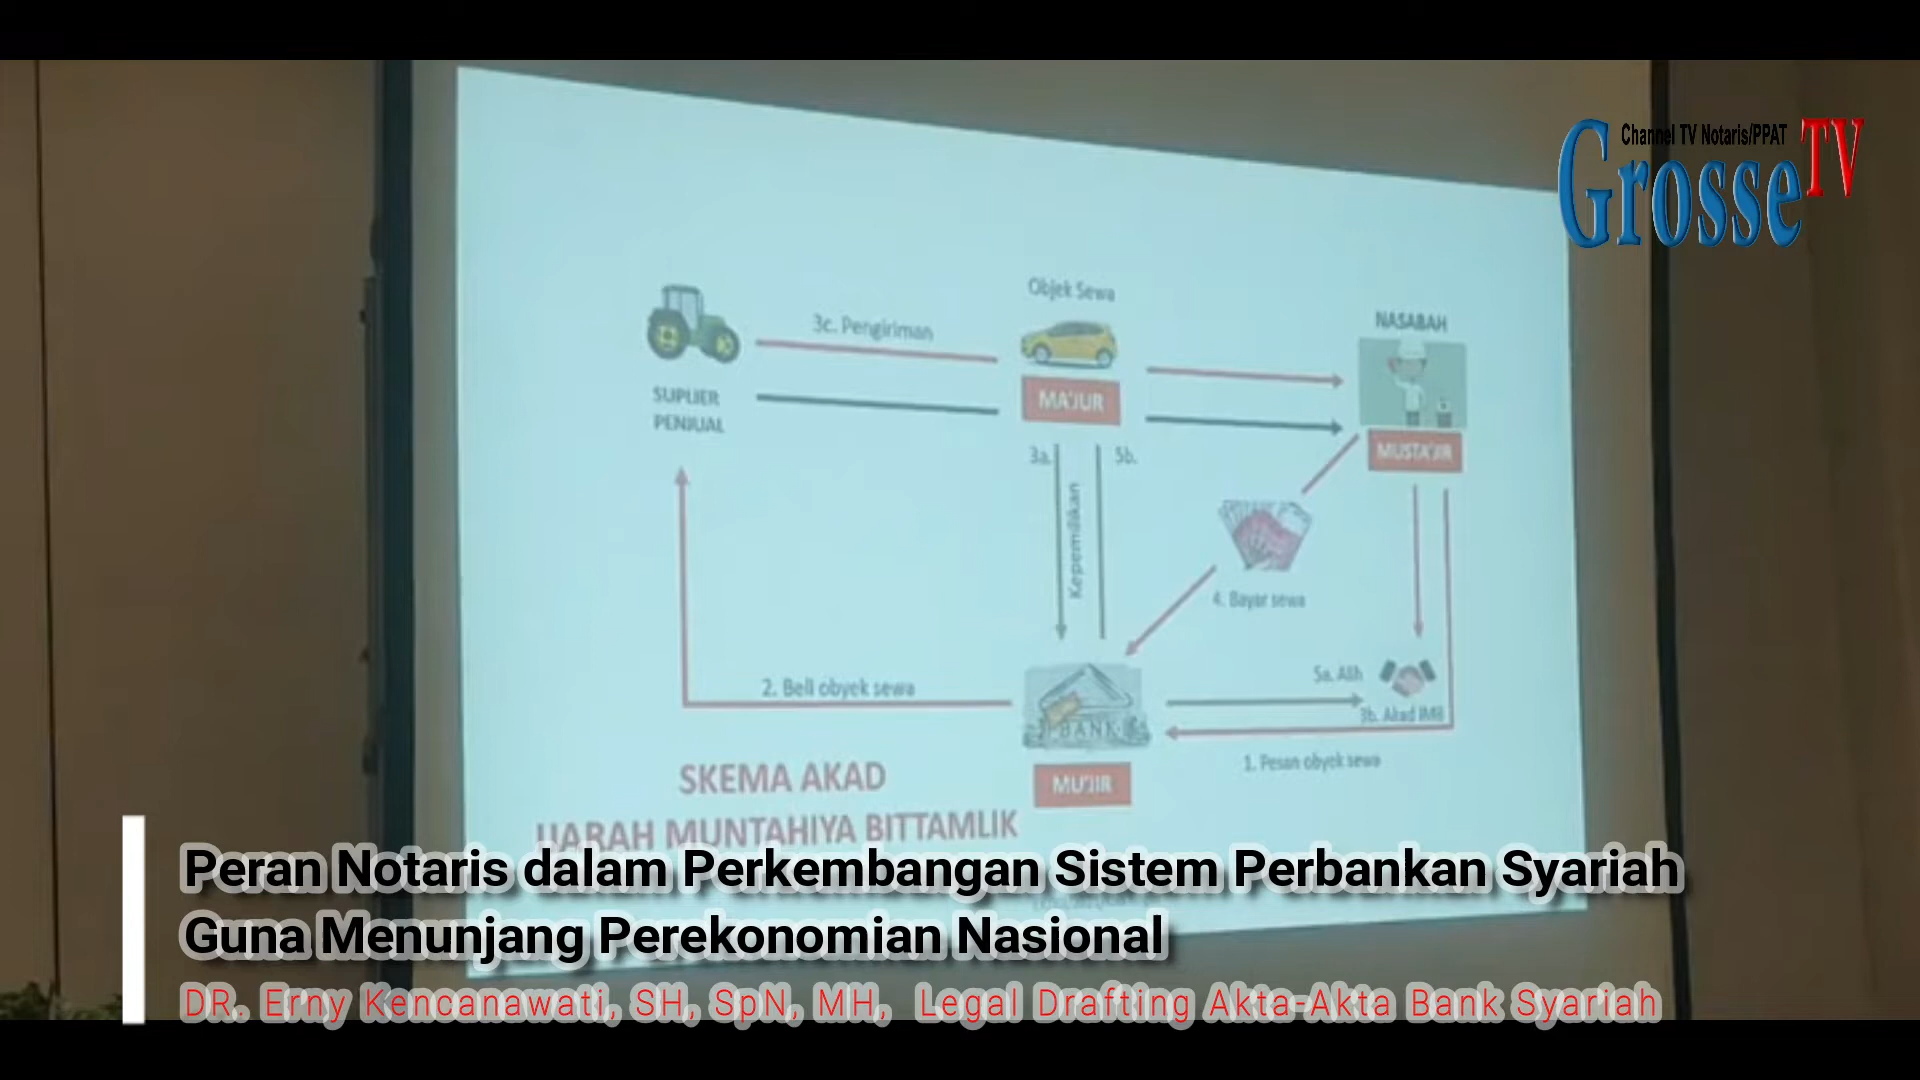 Channel TV Notaris/PPAT
GrosseTV
Objek Sewa
NASABAH
3c. Pengiriman
SUPLIER
PENJUAL
MA'JUR
MUSTA'JIR
3a.
5b.
Kepemilikan
4. Bayar sewa
5a. Alih
2. Beli obyek sewa
3b. Akad IMB
BANK
1. Pesan obyek sewa
MU'JIR
SKEMA AKAD
IJARAH MUNTAHIYA BITTAMLIK
Peran Notaris dalam Perkembangan Sistem Perbankan Syariah
Guna Menunjang Perekonomian Nasional
DR. Erny Kencanawati, SH, SpN, MH, Legal Drafting Akta-Akta Bank Syariah